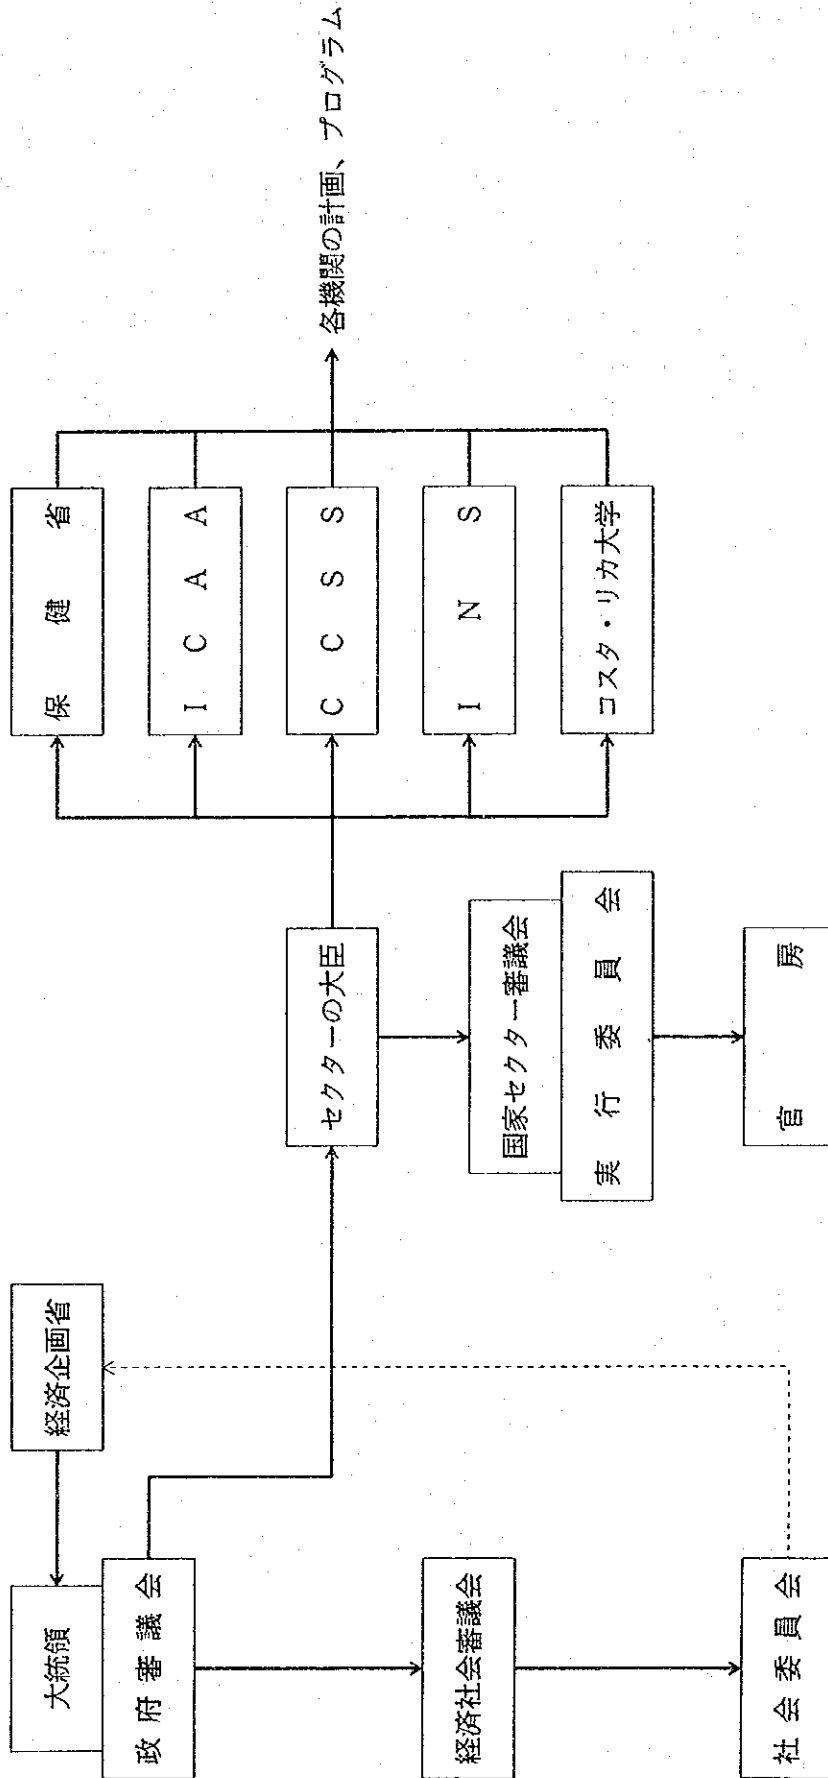 大統領
政府審議会
経済社会審議会
社会委員会
経済企画省
セクターの大臣
国家セクター審議会
実行委員会
官房
保健省
ICAA
CCSS
INS
コスタ・リカ大学
各機関の計画、プログラム